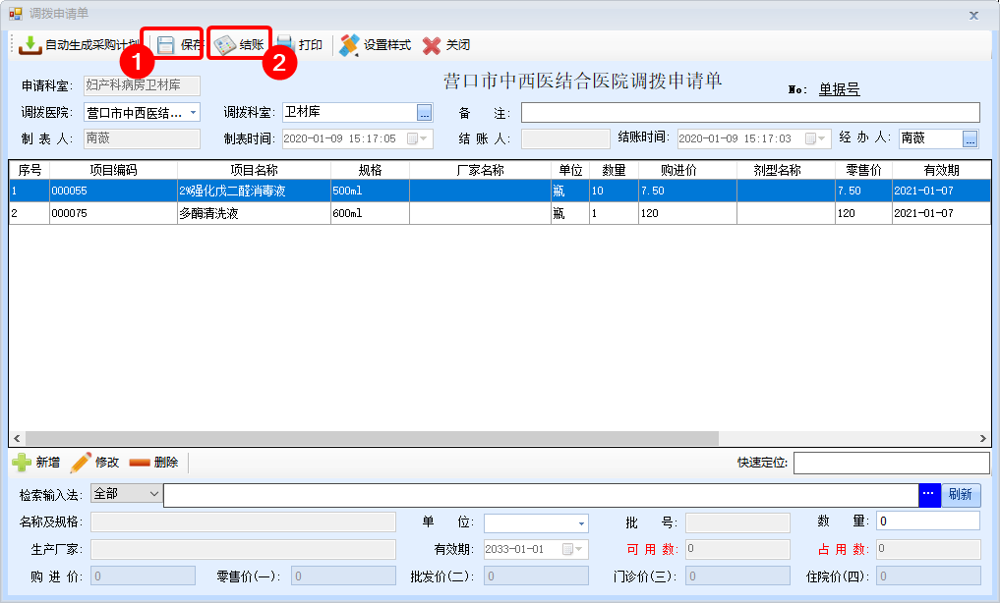 调拨申请单
自动生成采购计划 保存 结账 打印 设置样式 关闭
1 2
营口市中西医结合医院调拨申请单
No: 单据号
申请科室: 妇产科病房卫材库
调拨医院: 营口市中西医结... 调拨科室: 卫材库 ... 备 注:
制 表 人: 南薇 制表时间: 2020-01-09 15:17:05 结 账 人: 结账时间: 2020-01-09 15:17:03 经 办 人: 南薇 ...
序号 项目编码 项目名称 规格 厂家名称 单位 数量 购进价 剂型名称 零售价 有效期
1 000055 2%强化戊二醛消毒液 500ml 瓶 10 7.50 7.50 2021-01-07
2 000075 多酶清洗液 600ml 瓶 1 120 120 2021-01-07
新增 修改 删除 快速定位:
检索输入法: 全部 ... 刷新
名称及规格: 单 位: 批 号: 数 量: 0
生产厂家: 有效期: 2033-01-01 可 用 数: 0 占 用 数: 0
购 进 价: 0 零售价(一): 0 批发价(二): 0 门诊价(三): 0 住院价(四): 0